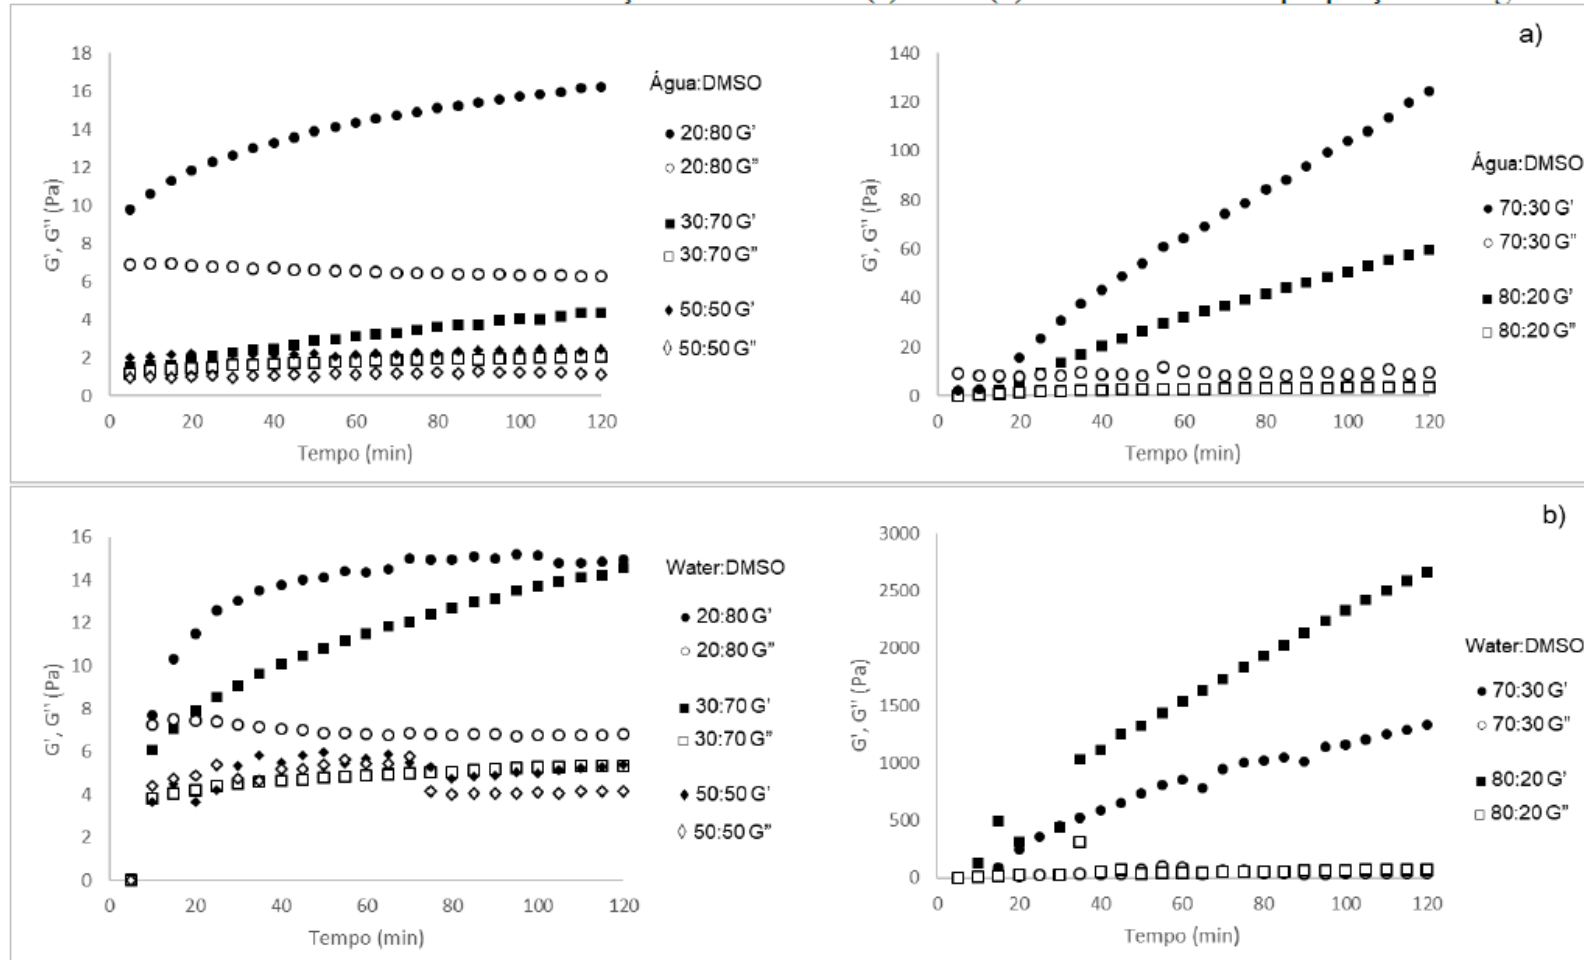 a)
18
16
14
12
10
8
6
4
2
0
G', G'' (Pa)
0 20 40 60 80 100 120
Tempo (min)
Água:DMSO
20:80 G'
20:80 G"
30:70 G'
30:70 G"
50:50 G'
50:50 G"
140
120
100
80
60
40
20
0
G', G'' (Pa)
0 20 40 60 80 100 120
Tempo (min)
Água:DMSO
70:30 G'
70:30 G"
80:20 G'
80:20 G"
b)
16
14
12
10
8
6
4
2
0
G', G'' (Pa)
0 20 40 60 80 100 120
Tempo (min)
Water:DMSO
20:80 G'
20:80 G"
30:70 G'
30:70 G"
50:50 G'
50:50 G"
3000
2500
2000
1500
1000
500
0
G', G'' (Pa)
0 20 40 60 80 100 120
Tempo (min)
Water:DMSO
70:30 G'
70:30 G"
80:20 G'
80:20 G"